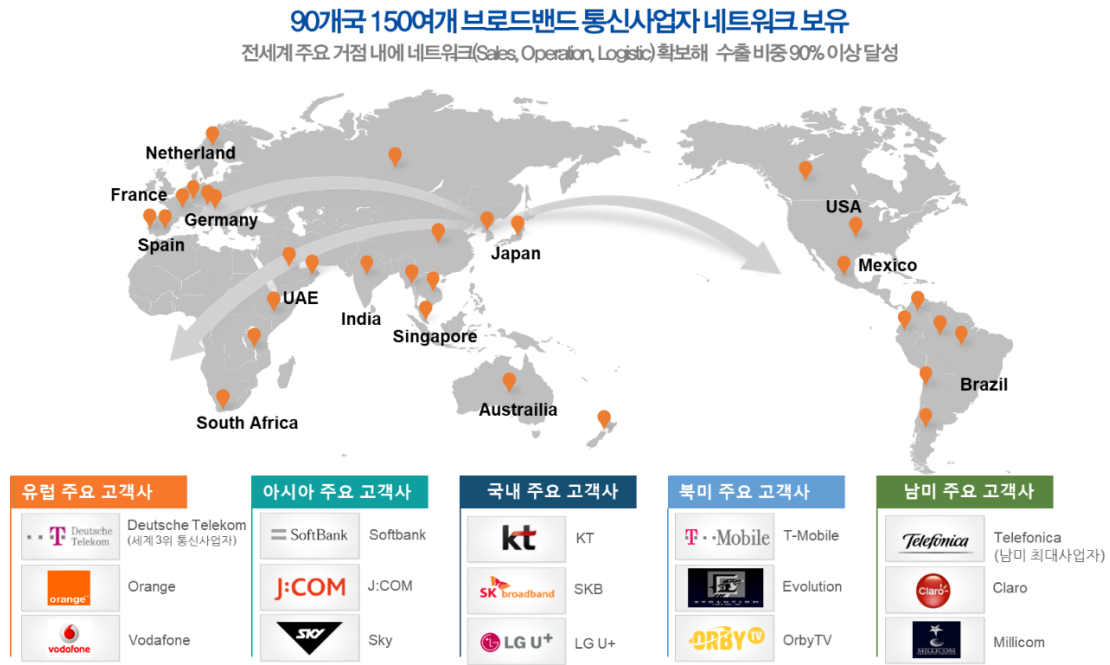 90개국 150여개 브로드밴드 통신사업자 네트워크 보유
전세계 주요 거점 내에 네트워크(Sales, Operation, Logistic) 확보해 수출 비중 90% 이상 달성
Netherland
France
Germany
Spain
UAE
India
Singapore
Japan
South Africa
Austrailia
USA
Mexico
Brazil
유럽 주요 고객사
Deutsche
Telekom
Deutsche Telekom
(세계 3위 통신사업자)
orange
Orange
vodafone
Vodafone
아시아 주요 고객사
SoftBank
Softbank
J:COM
J:COM
SKY
Sky
국내 주요 고객사
kt
KT
SK broadband
SKB
LG U+
LG U+
북미 주요 고객사
T··Mobile
T-Mobile
E
EVOLUTION
Evolution
ORBY TV
OrbyTV
남미 주요 고객사
Telefónica
Telefonica
(남미 최대사업자)
Claro
Claro
MILLICOM
Millicom